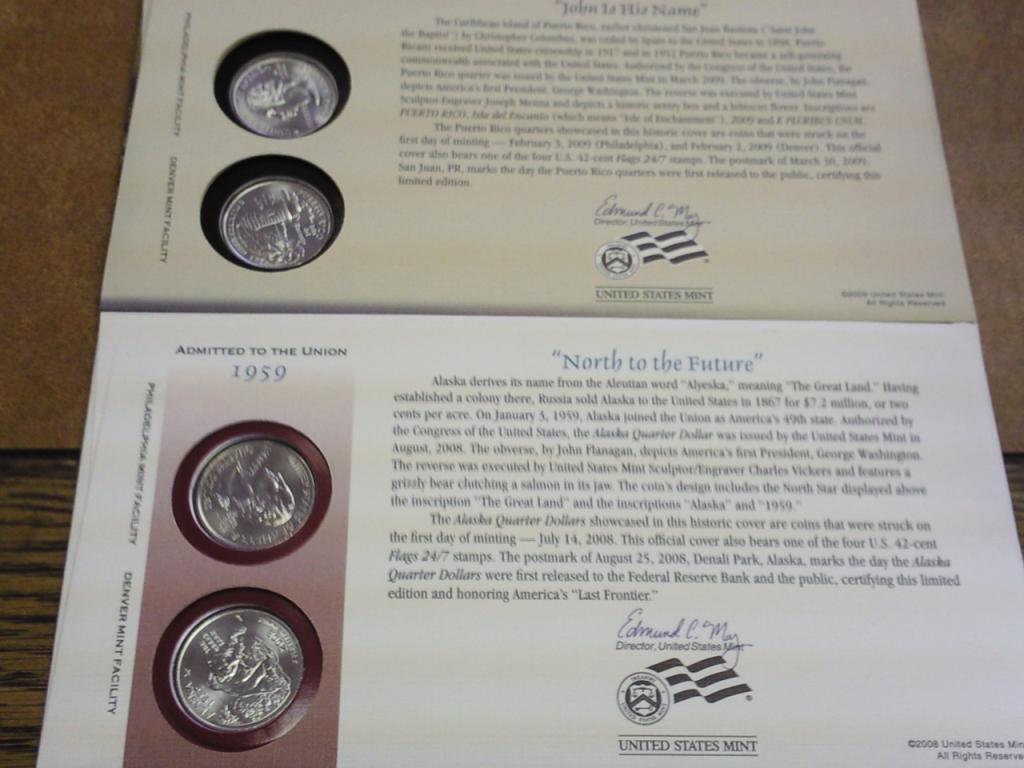 "John Is His Name"
The Caribbean island of Puerto Rico, earlier christened San Juan Bautista ("Saint John
the Baptist") by Christopher Columbus, was ceded by Spain to the United States in 1898. Puerto
Ricans received United States citizenship in 1917 and in 1952 Puerto Rico became a self-governing
commonwealth associated with the United States. Authorized by the Congress of the United States, the
Puerto Rico quarter was issued by the United States Mint in March 2009. The obverse, by John Flanagan,
depicts America's first President, George Washington. The reverse was executed by United States Mint
Sculptor-Engraver Joseph Menna and depicts a historic sentry box and a hibiscus flower. Inscriptions are
PUERTO RICO, Isla del Encanto (which means "Isle of Enchantment"), 2009 and E PLURIBUS UNUM.
The Puerto Rico quarters showcased in this historic cover are coins that were struck on the
first day of minting — February 3, 2009 (Philadelphia), and February 2, 2009 (Denver). This official
cover also bears one of the four U.S. 42-cent Flags 24/7 stamps. The postmark of March 30, 2009,
San Juan, PR, marks the day the Puerto Rico quarters were first released to the public, certifying this
limited edition.
PHILADELPHIA MINT FACILITY
DENVER MINT FACILITY
Edmund C. Moy
Director, United States Mint
UNITED STATES MINT
©2009 United States Mint
All Rights Reserved
ADMITTED TO THE UNION
1959
PHILADELPHIA MINT FACILITY
DENVER MINT FACILITY
"North to the Future"
Alaska derives its name from the Aleutian word "Alyeska," meaning "The Great Land." Having
established a colony there, Russia sold Alaska to the United States in 1867 for $7.2 million, or two
cents per acre. On January 3, 1959, Alaska joined the Union as America's 49th state. Authorized by
the Congress of the United States, the Alaska Quarter Dollar was issued by the United States Mint in
August, 2008. The obverse, by John Flanagan, depicts America's first President, George Washington.
The reverse was executed by United States Mint Sculptor/Engraver Charles Vickers and features a
grizzly bear clutching a salmon in its jaw. The coin's design includes the North Star displayed above
the inscription "The Great Land" and the inscriptions "Alaska" and "1959."
The Alaska Quarter Dollars showcased in this historic cover are coins that were struck on
the first day of minting — July 14, 2008. This official cover also bears one of the four U.S. 42-cent
Flags 24/7 stamps. The postmark of August 25, 2008, Denali Park, Alaska, marks the day the Alaska
Quarter Dollars were first released to the Federal Reserve Bank and the public, certifying this limited
edition and honoring America's "Last Frontier."
Edmund C. Moy
Director, United States Mint
UNITED STATES MINT
©2008 United States Min
All Rights Reserve